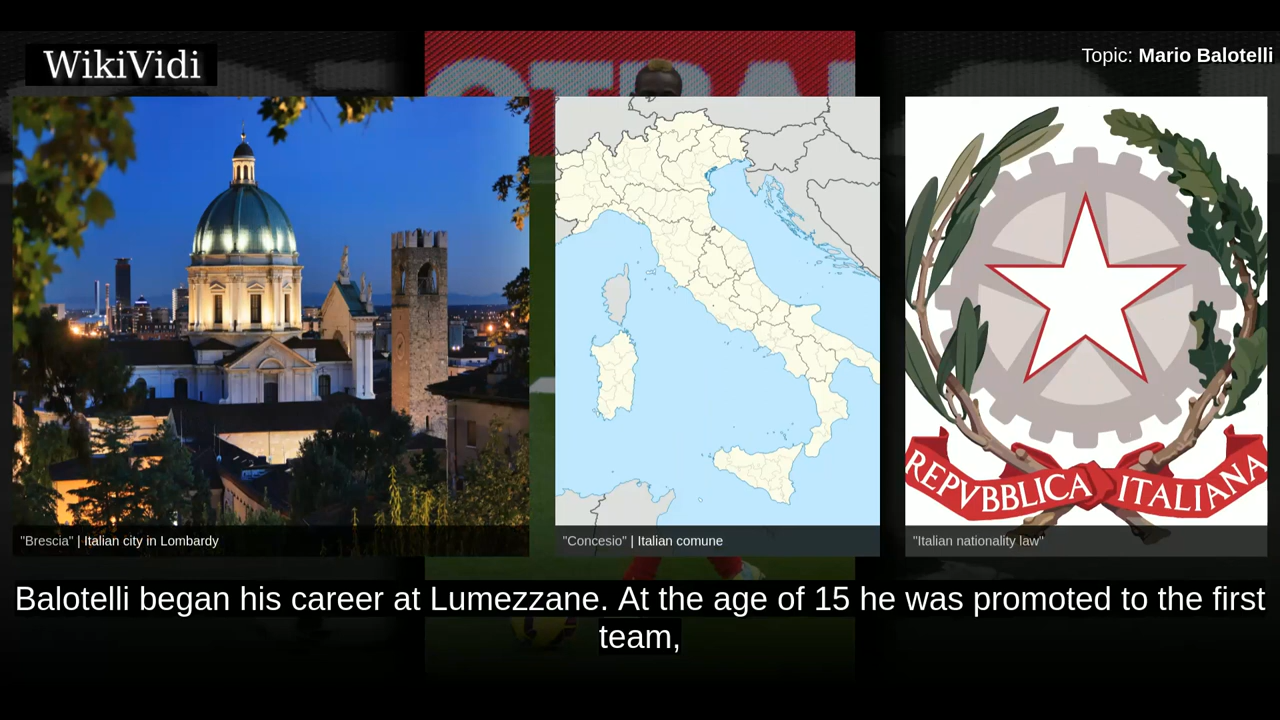 WikiVidi
Topic: Mario Balotelli
OTBAL
REPVBBLICA ITALIANA
"Brescia" | Italian city in Lombardy
"Concesio" | Italian comune
"Italian nationality law"
Balotelli began his career at Lumezzane. At the age of 15 he was promoted to the first
team,